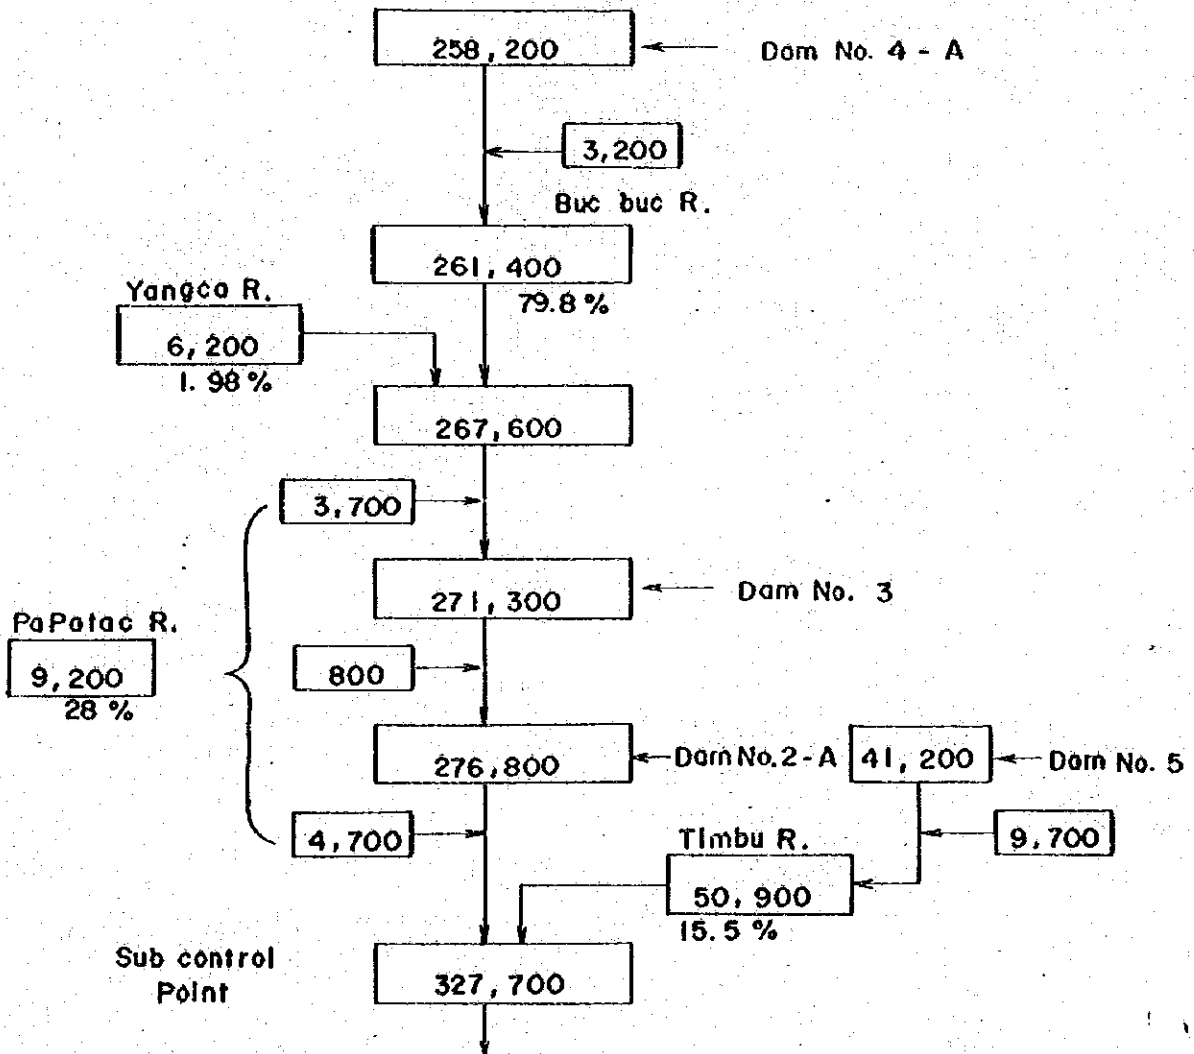 258,200
Dam No. 4 - A
3,200
Buc buc R.
261,400
79.8 %
Yangca R.
6,200
1.98 %
267,600
3,700
271,300
Dam No. 3
PaPatac R.
9,200
28 %
800
276,800
Dam No. 2 - A
41,200
Dam No. 5
4,700
9,700
Timbu R.
50,900
15.5 %
Sub control
Point
327,700